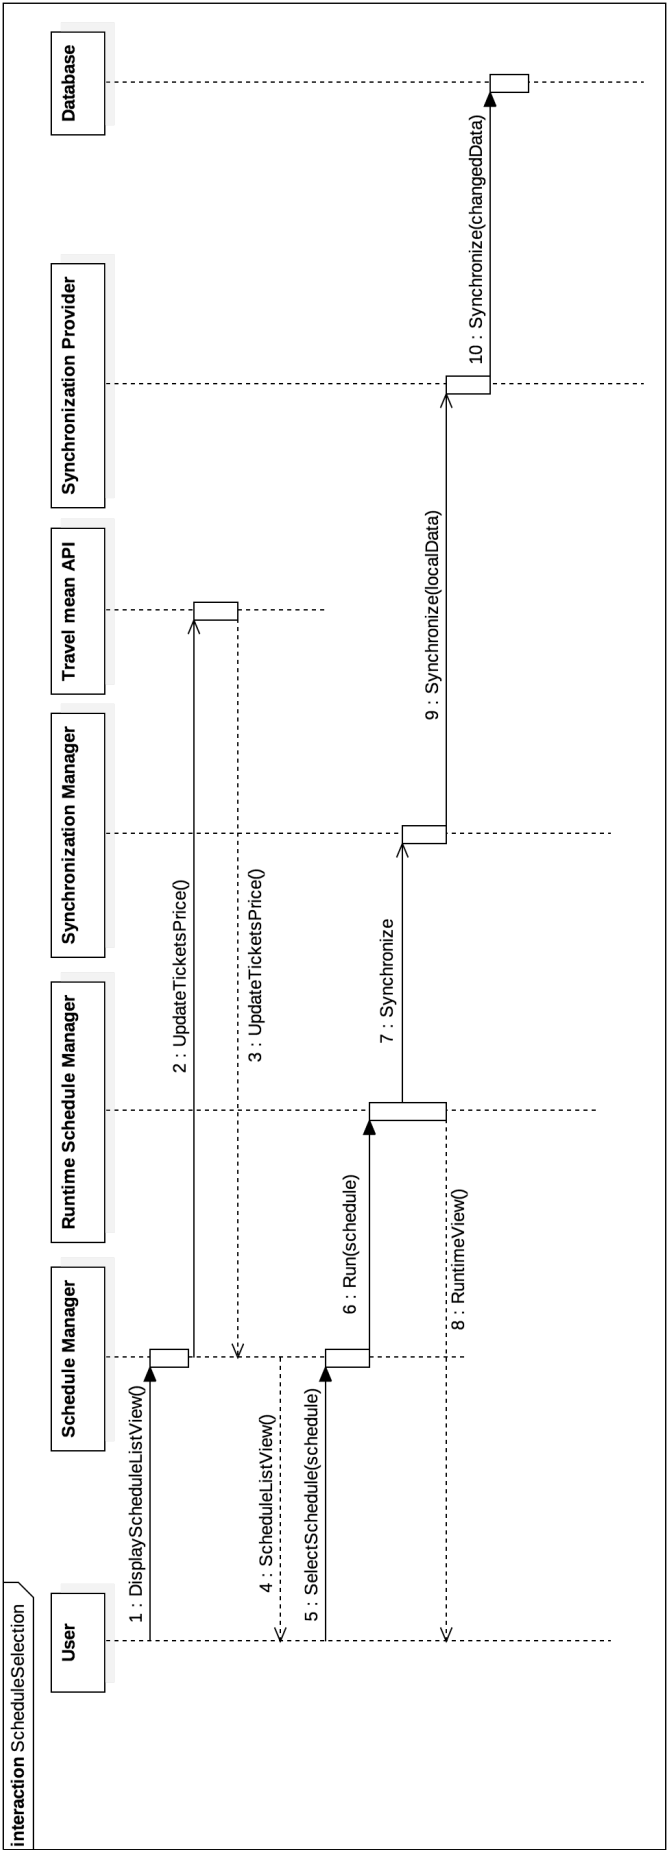 interaction ScheduleSelection
User
Schedule Manager
Runtime Schedule Manager
Synchronization Manager
Travel mean API
Synchronization Provider
Database
1 : DisplayScheduleListView()
2 : UpdateTicketsPrice()
3 : UpdateTicketsPrice()
4 : ScheduleListView()
5 : SelectSchedule(schedule)
6 : Run(schedule)
7 : Synchronize
8 : RuntimeView()
9 : Synchronize(localData)
10 : Synchronize(changedData)